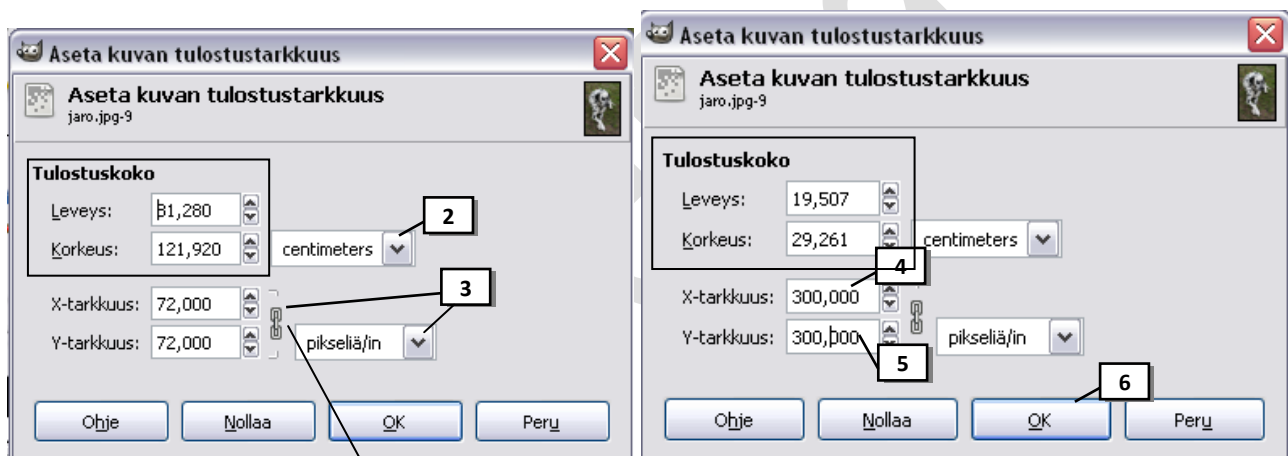 Aseta kuvan tulostustarkkuus
Aseta kuvan tulostustarkkuus
jaro.jpg-9
Tulostuskoko
Leveys: 81,280
Korkeus: 121,920 centimeters
2
3
X-tarkkuus: 72,000
Y-tarkkuus: 72,000 pikseliä/in
Ohje Nollaa OK Peru
Aseta kuvan tulostustarkkuus
Aseta kuvan tulostustarkkuus
jaro.jpg-9
Tulostuskoko
Leveys: 19,507
Korkeus: 29,261 centimeters
4
X-tarkkuus: 300,000
Y-tarkkuus: 300,000 pikseliä/in
5
6
Ohje Nollaa OK Peru